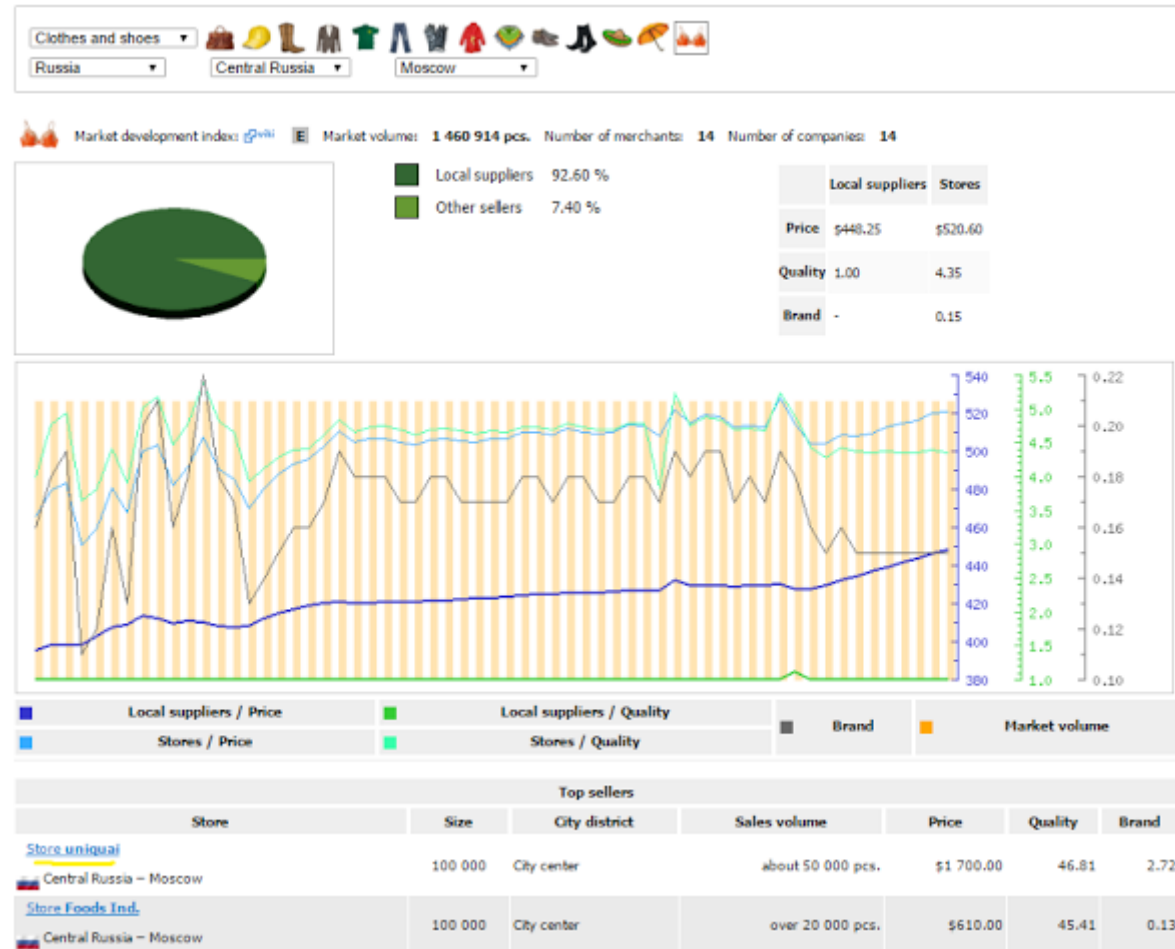 Clothes and shoes
Russia Central Russia Moscow
Market development index: wiki E Market volume: 1 460 914 pcs. Number of merchants: 14 Number of companies: 14
Local suppliers 92.60 %
Other sellers 7.40 %
Local suppliers Stores
Price $448.25 $520.60
Quality 1.00 4.35
Brand - 0.15
540 5.5 0.22
520 5.0 0.20
500 4.5
480 4.0 0.18
460 3.5 0.16
440 3.0
420 2.5 0.14
400 2.0 0.12
380 1.5
1.0 0.10
Local suppliers / Price Local suppliers / Quality Brand Market volume
Stores / Price Stores / Quality
Top sellers
Store Size City district Sales volume Price Quality Brand
Store uniquai
Central Russia – Moscow
100 000 City center about 50 000 pcs. $1 700.00 46.81 2.72
Store Foods Ind.
Central Russia – Moscow
100 000 City center over 20 000 pcs. $610.00 45.41 0.13